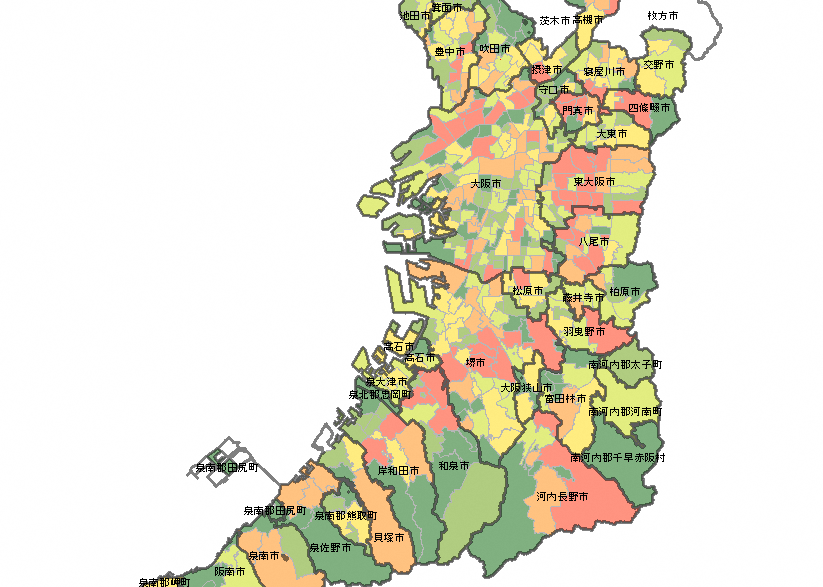 箕面市
池田市
茨木市
高槻市
枚方市
豊中市
吹田市
摂津市
寝屋川市
交野市
守口市
門真市
四條畷市
大東市
大阪市
東大阪市
八尾市
松原市
藤井寺市
柏原市
羽曳野市
高石市
高石市
堺市
南河内郡太子町
泉大津市
大阪狭山市
泉北郡忠岡町
富田林市
南河内郡河南町
南河内郡千早赤阪村
泉南郡田尻町
岸和田市
和泉市
河内長野市
泉南郡田尻町
泉南郡熊取町
貝塚市
泉佐野市
泉南市
阪南市
泉南郡岬町